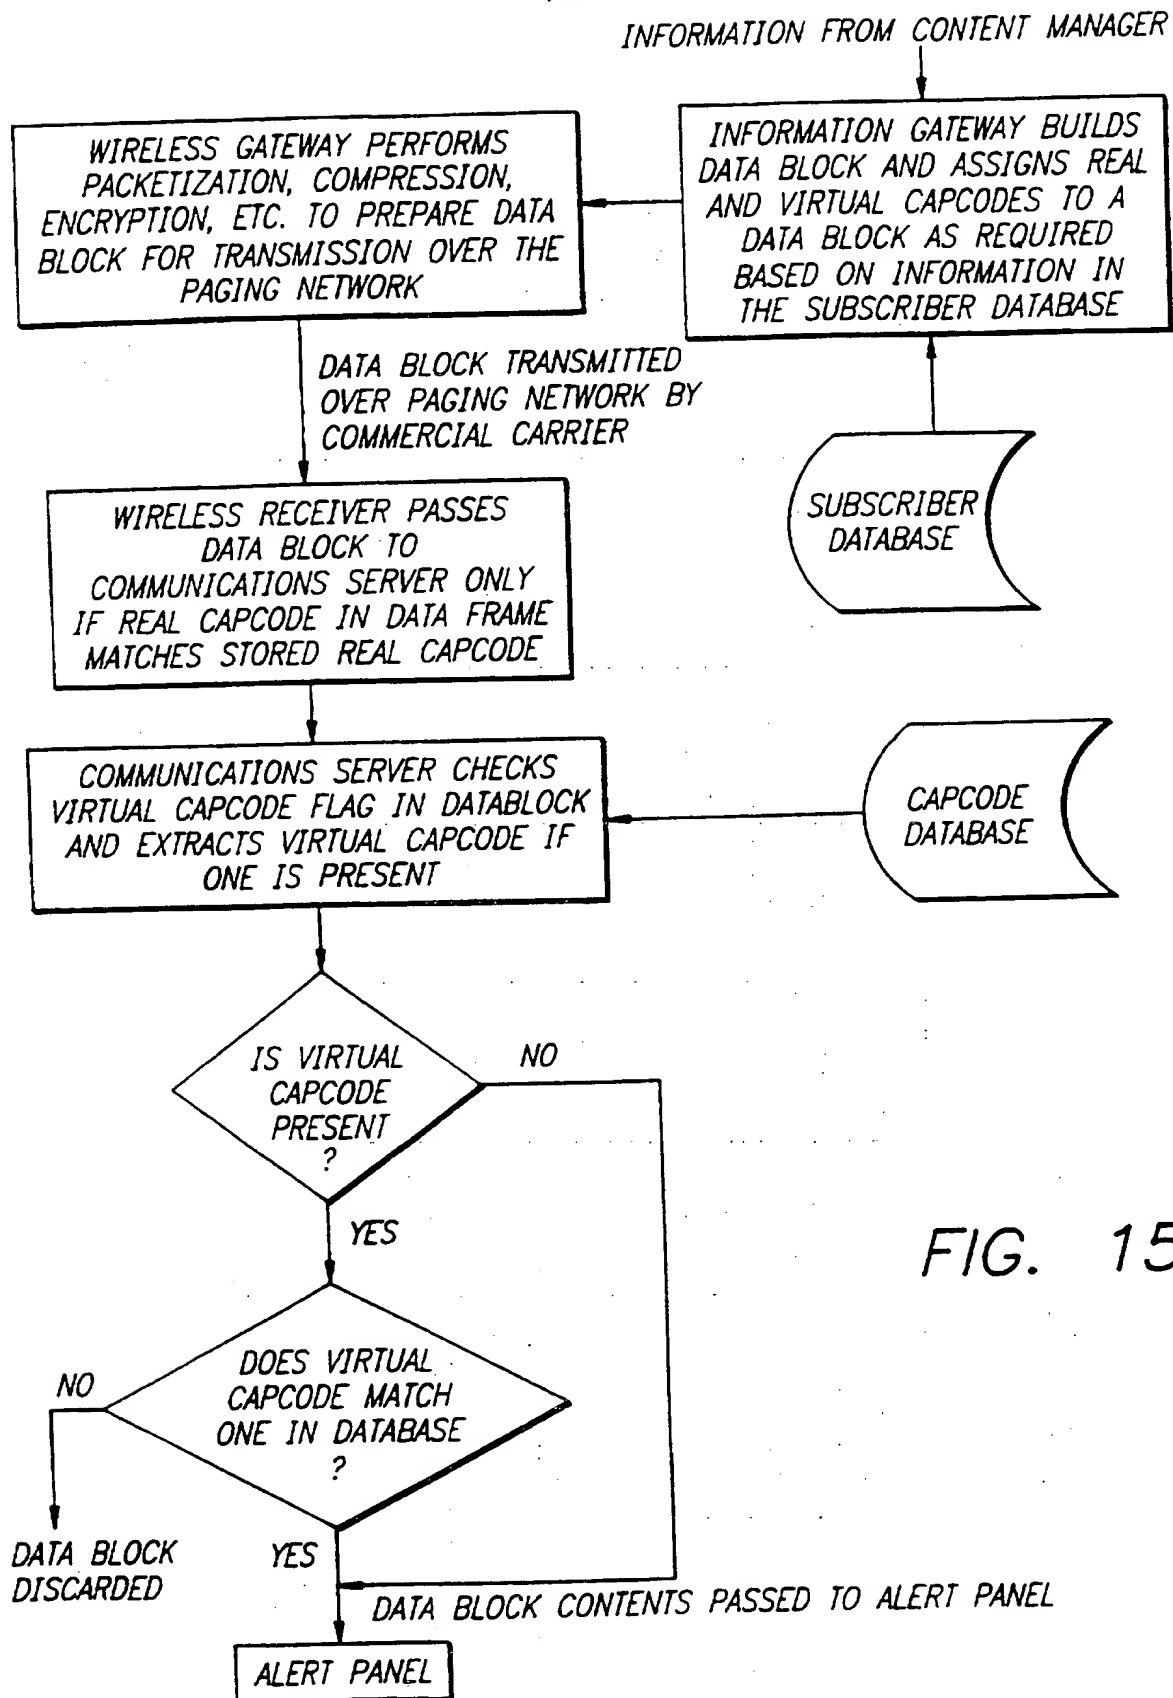 INFORMATION FROM CONTENT MANAGER
INFORMATION GATEWAY BUILDS
DATA BLOCK AND ASSIGNS REAL
AND VIRTUAL CAPCODES TO A
DATA BLOCK AS REQUIRED
BASED ON INFORMATION IN
THE SUBSCRIBER DATABASE
WIRELESS GATEWAY PERFORMS
PACKETIZATION, COMPRESSION,
ENCRYPTION, ETC. TO PREPARE DATA
BLOCK FOR TRANSMISSION OVER THE
PAGING NETWORK
SUBSCRIBER
DATABASE
DATA BLOCK TRANSMITTED
OVER PAGING NETWORK BY
COMMERCIAL CARRIER
WIRELESS RECEIVER PASSES
DATA BLOCK TO
COMMUNICATIONS SERVER ONLY
IF REAL CAPCODE IN DATA FRAME
MATCHES STORED REAL CAPCODE
COMMUNICATIONS SERVER CHECKS
VIRTUAL CAPCODE FLAG IN DATABLOCK
AND EXTRACTS VIRTUAL CAPCODE IF
ONE IS PRESENT
CAPCODE
DATABASE
IS VIRTUAL
CAPCODE
PRESENT
?
NO
YES
DOES VIRTUAL
CAPCODE MATCH
ONE IN DATABASE
?
NO
DATA BLOCK
DISCARDED
YES
DATA BLOCK CONTENTS PASSED TO ALERT PANEL
ALERT PANEL
FIG. 15